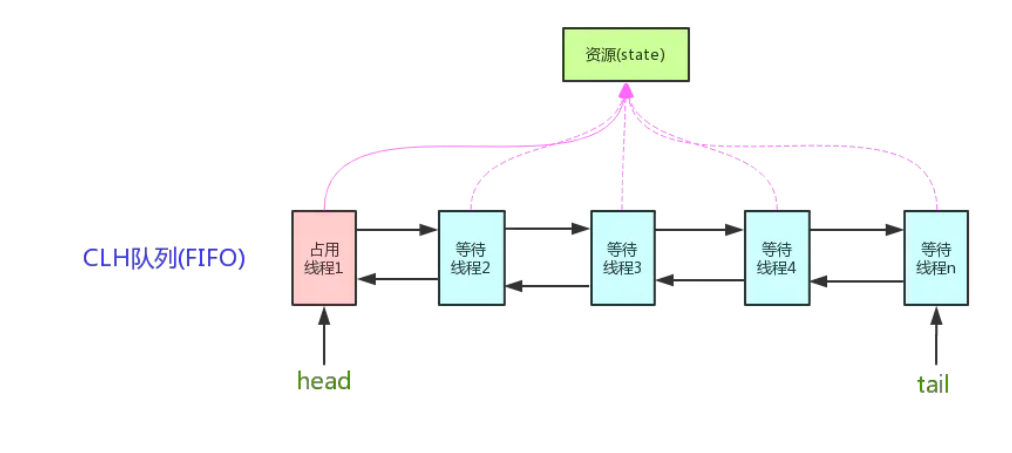 资源(state)
CLH队列(FIFO)
占用
线程1
等待
线程2
等待
线程3
等待
线程4
等待
线程n
head
tail